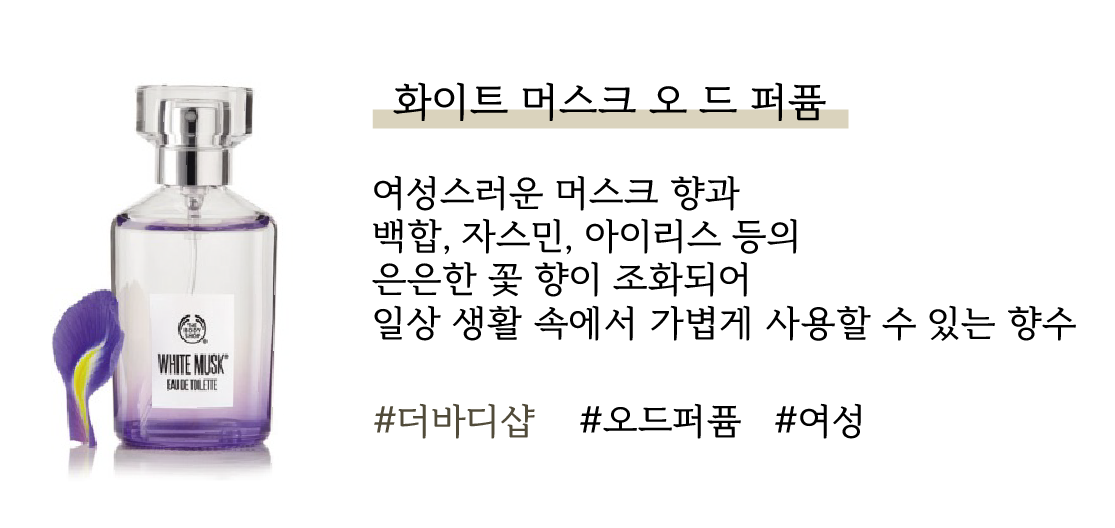 화이트 머스크 오 드 퍼퓸
여성스러운 머스크 향과
백합, 자스민, 아이리스 등의
은은한 꽃 향이 조화되어
일상 생활 속에서 가볍게 사용할 수 있는 향수
#더바디샵 #오드퍼퓸 #여성
THE
BODY
SHOP
®
WHITE MUSK®
EAU DE TOILETTE